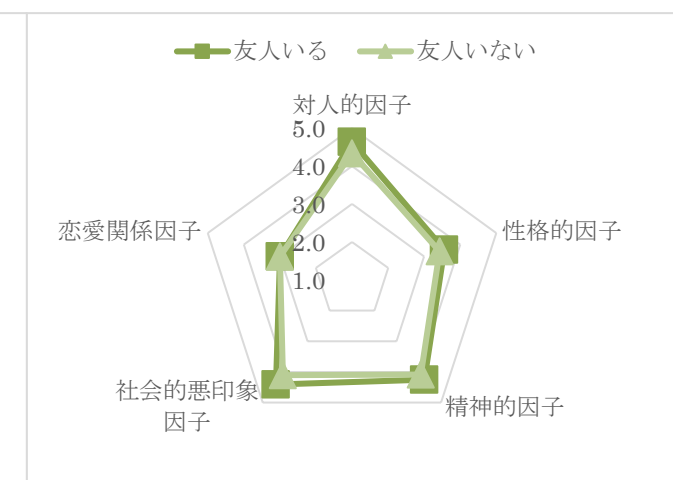 友人いる 友人いない
対人的因子
5.0
4.0
3.0
2.0
1.0
恋愛関係因子
性格的因子
社会的悪印象
因子
精神的因子